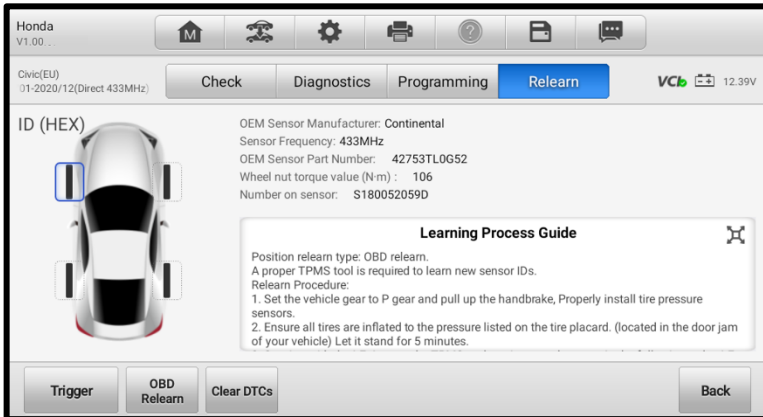 Honda
V1.00...
M
?
Civic(EU)
01-2020/12(Direct 433MHz)
Check
Diagnostics
Programming
Relearn
VCI
12.39V
ID (HEX)
OEM Sensor Manufacturer: Continental
Sensor Frequency: 433MHz
OEM Sensor Part Number: 42753TL0G52
Wheel nut torque value (N·m) : 106
Number on sensor: S180052059D
Learning Process Guide
Position relearn type: OBD relearn.
A proper TPMS tool is required to learn new sensor IDs.
Relearn Procedure:
1. Set the vehicle gear to P gear and pull up the handbrake, Properly install tire pressure
sensors.
2. Ensure all tires are inflated to the pressure listed on the tire placard. (located in the door jam
of your vehicle) Let it stand for 5 minutes.
Trigger
OBD
Relearn
Clear DTCs
Back